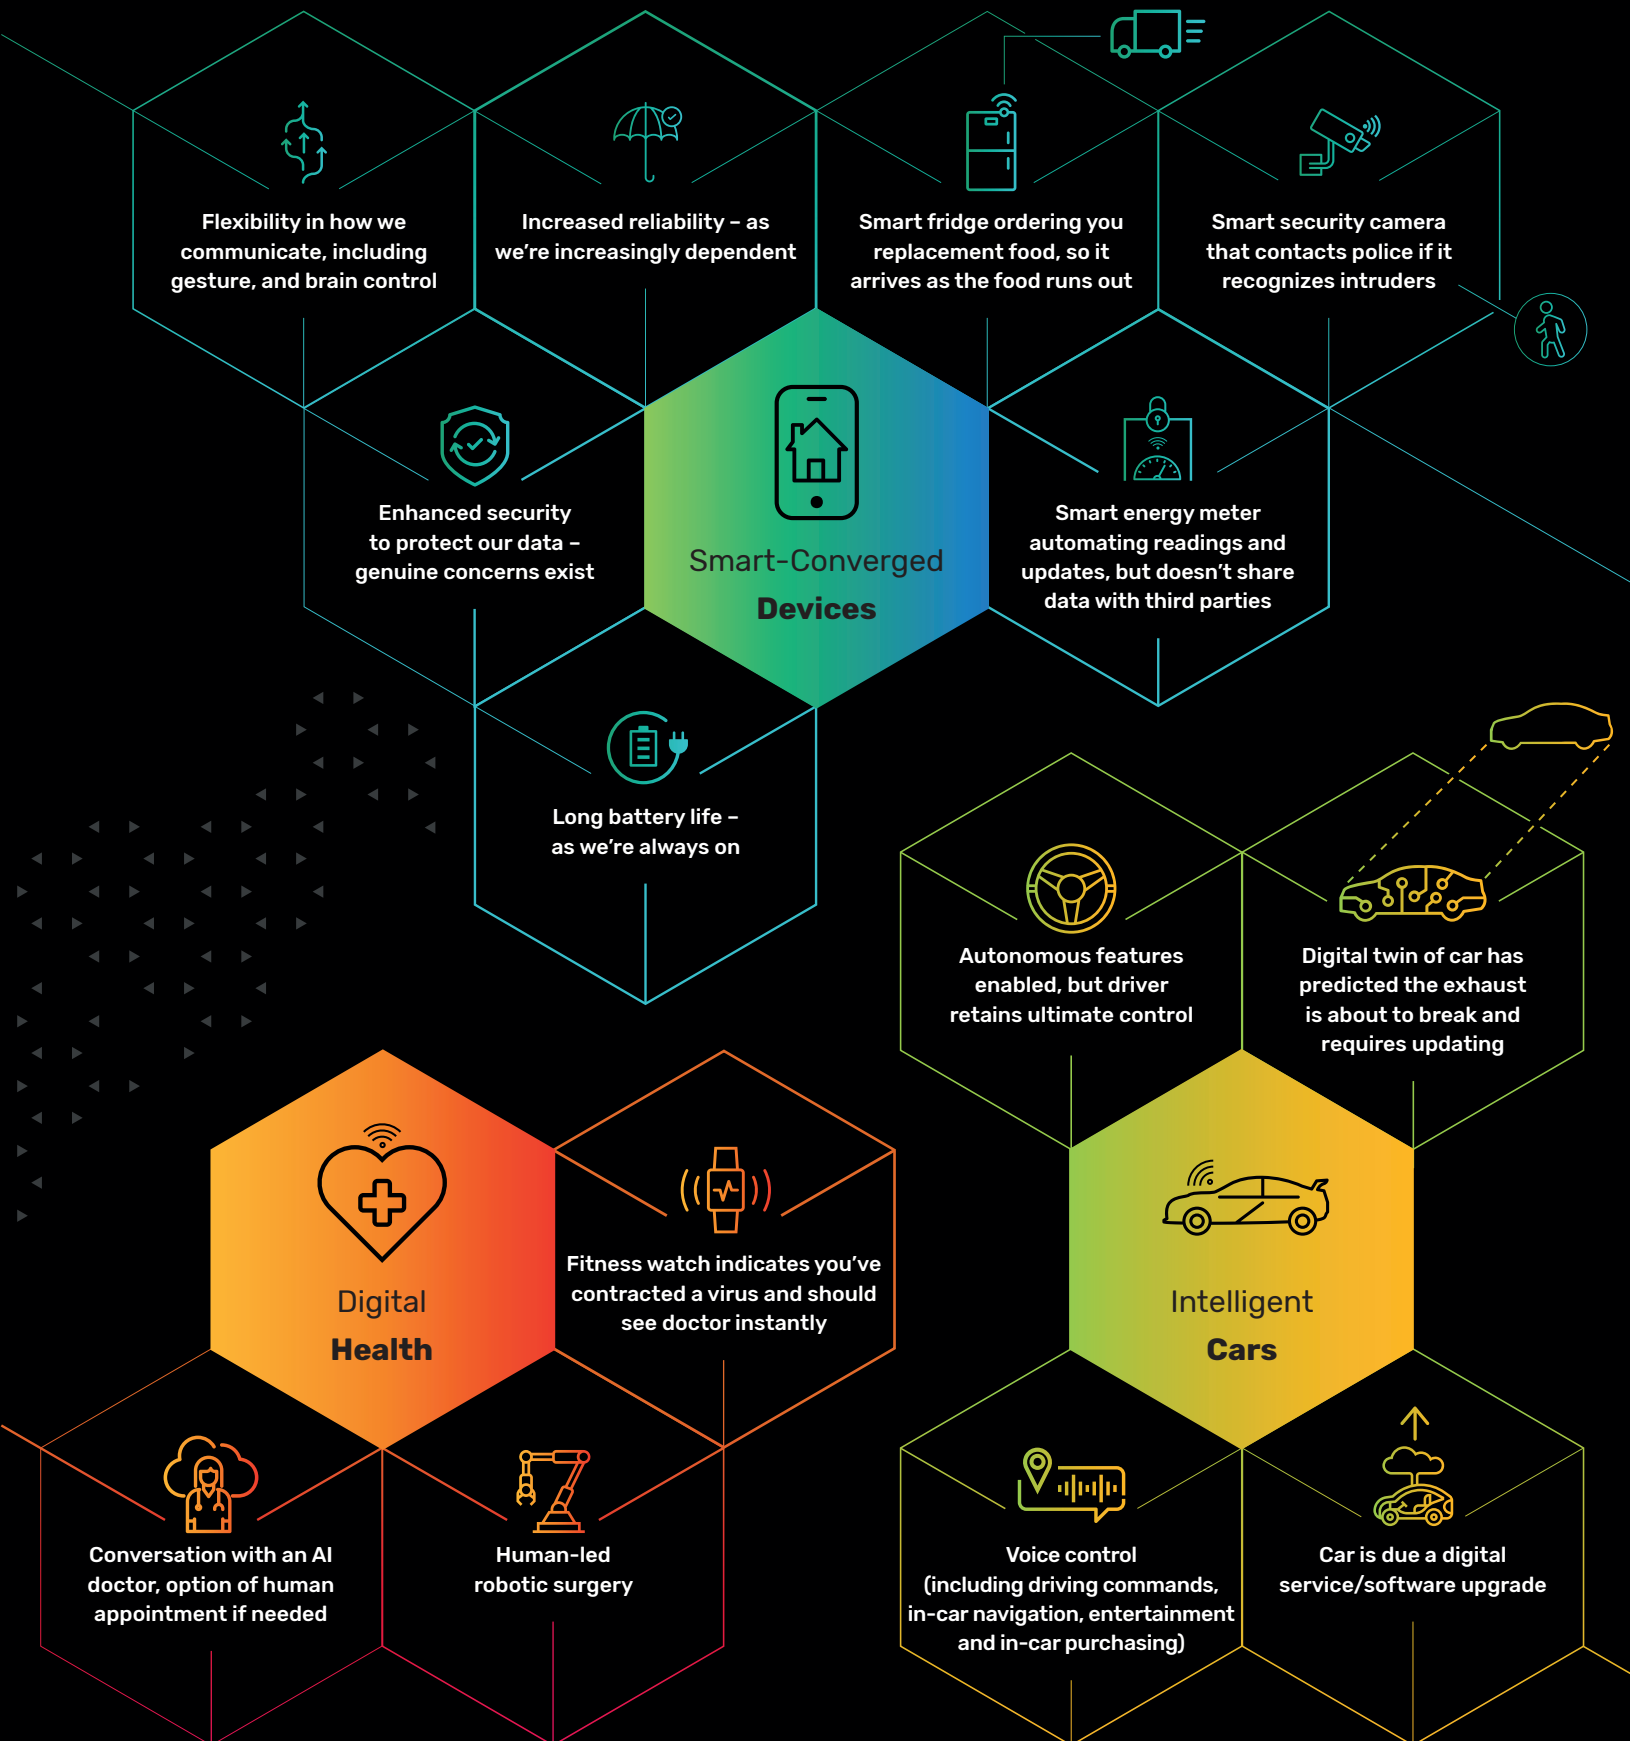 Flexibility in how we
communicate, including
gesture, and brain control
Increased reliability – as
we're increasingly dependent
Smart fridge ordering you
replacement food, so it
arrives as the food runs out
Smart security camera
that contacts police if it
recognizes intruders
Enhanced security
to protect our data –
genuine concerns exist
Smart-Converged
Devices
Smart energy meter
automating readings and
updates, but doesn't share
data with third parties
Long battery life –
as we're always on
Autonomous features
enabled, but driver
retains ultimate control
Digital twin of car has
predicted the exhaust
is about to break and
requires updating
Digital
Health
Fitness watch indicates you've
contracted a virus and should
see doctor instantly
Intelligent
Cars
Conversation with an AI
doctor, option of human
appointment if needed
Human-led
robotic surgery
Voice control
(including driving commands,
in-car navigation, entertainment
and in-car purchasing)
Car is due a digital
service/software upgrade